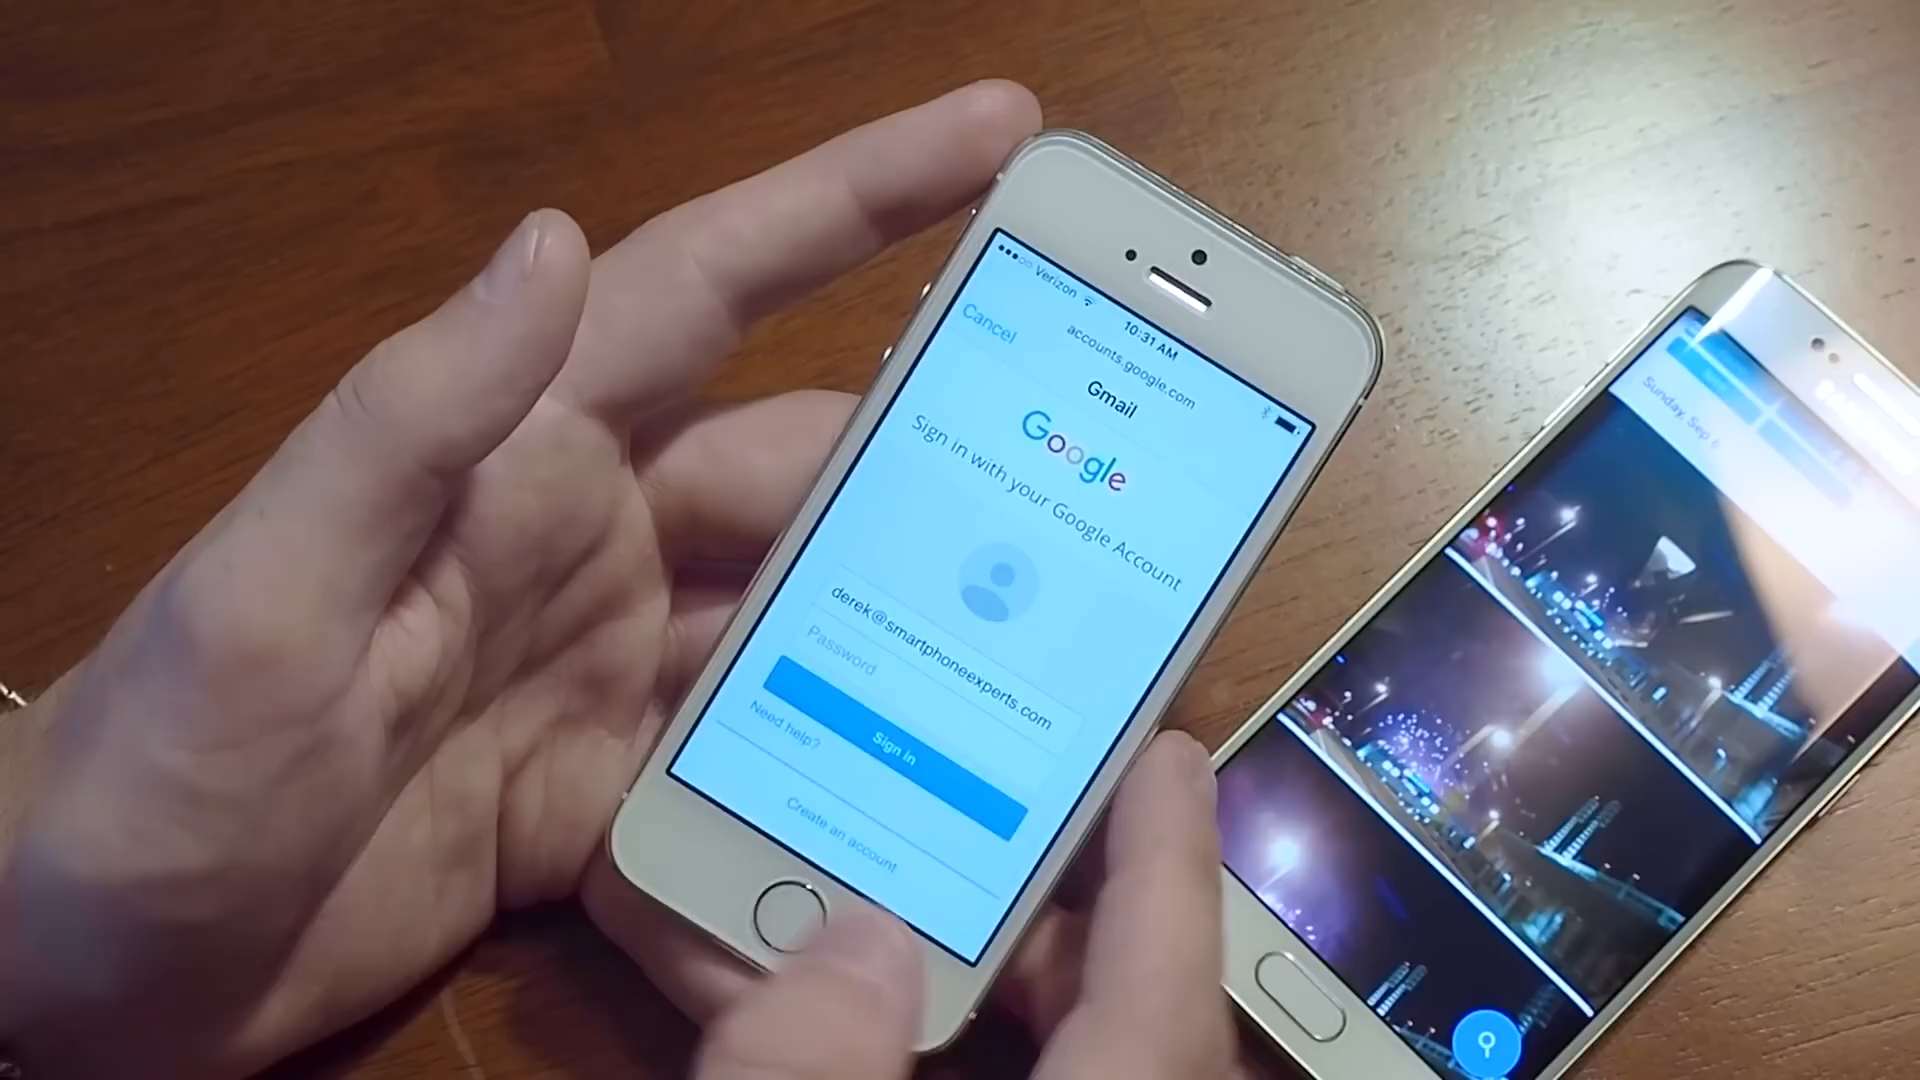 Verizon
10:31 AM
accounts.google.com
Cancel
Gmail
Google
Sign in with your Google Account
derek@smartphoneexperts.com
Password
Sign in
Need help?
Create an account
Sunday, Sep 6